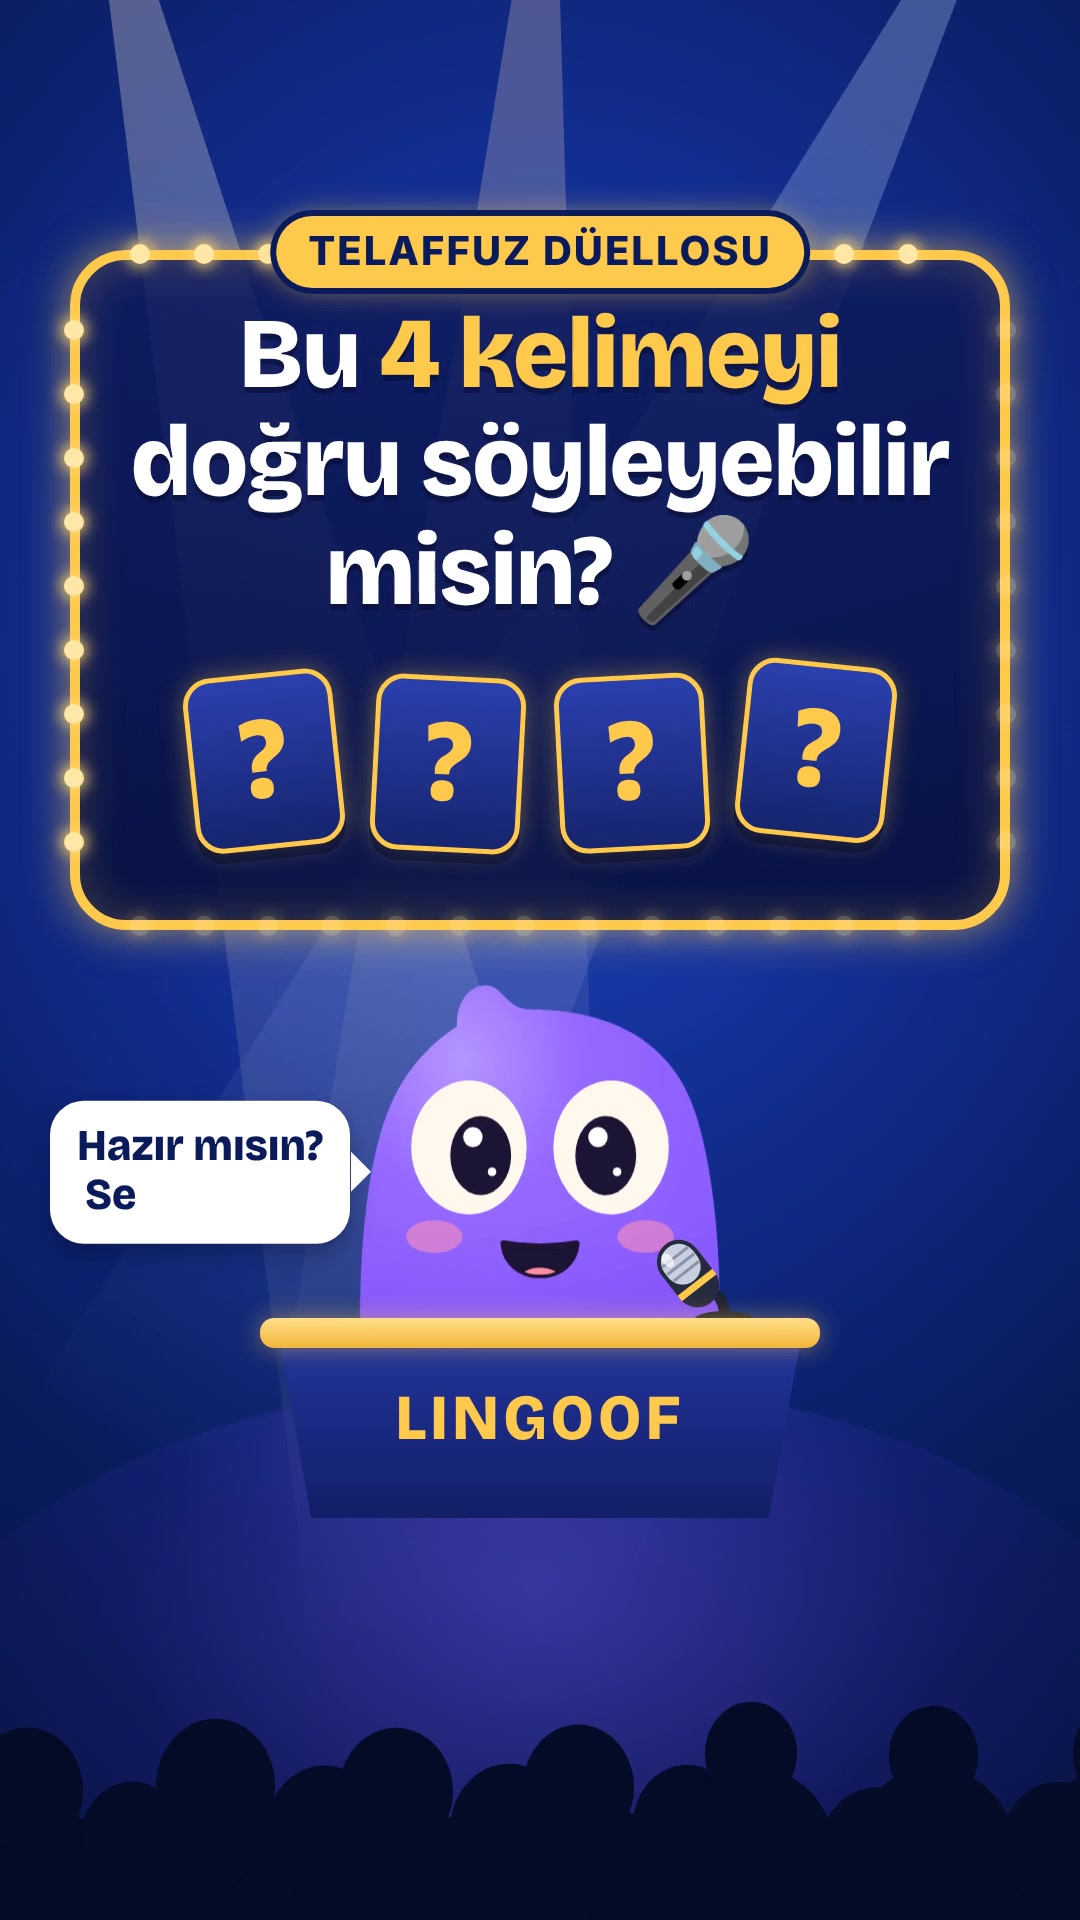 TELAFFUZ DÜELLOSU
Bu 4 kelimeyi
doğru söyleyebilir
misin? 🎤
? ? ? ?
Hazır mısın?
Se
LINGOOF